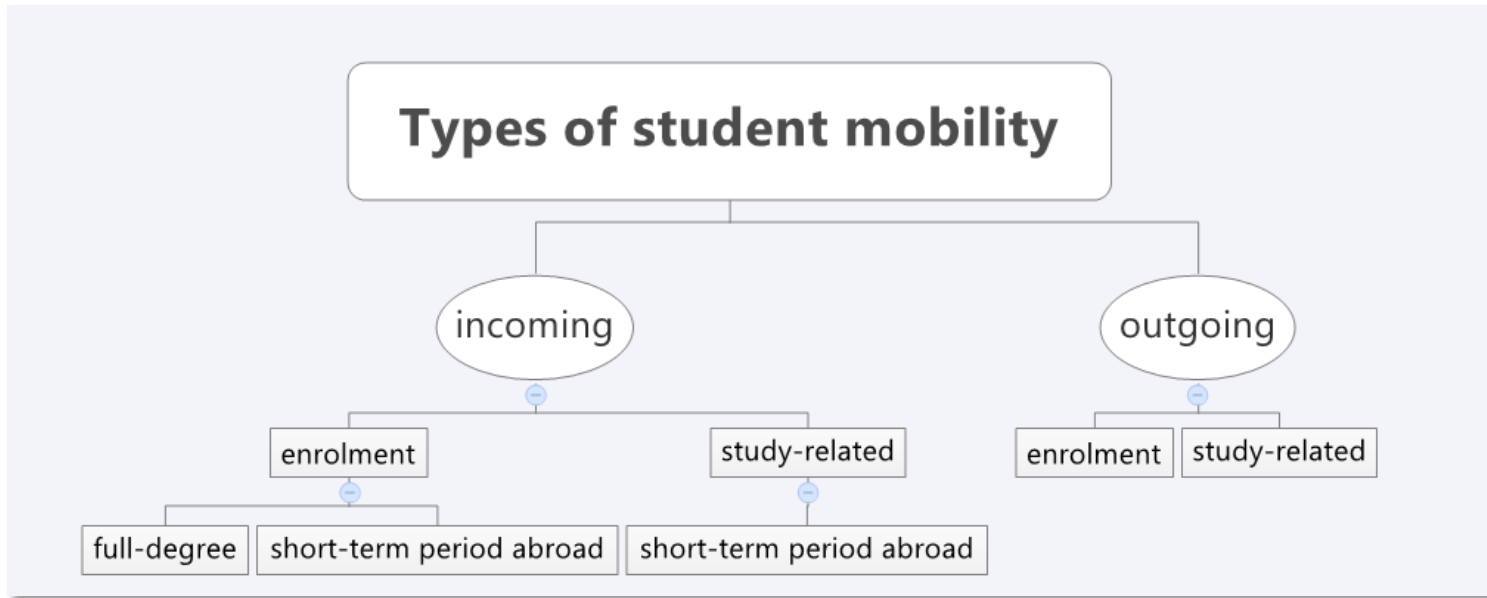 Types of student mobility
incoming
outgoing
enrolment
study-related
enrolment
study-related
full-degree
short-term period abroad
short-term period abroad